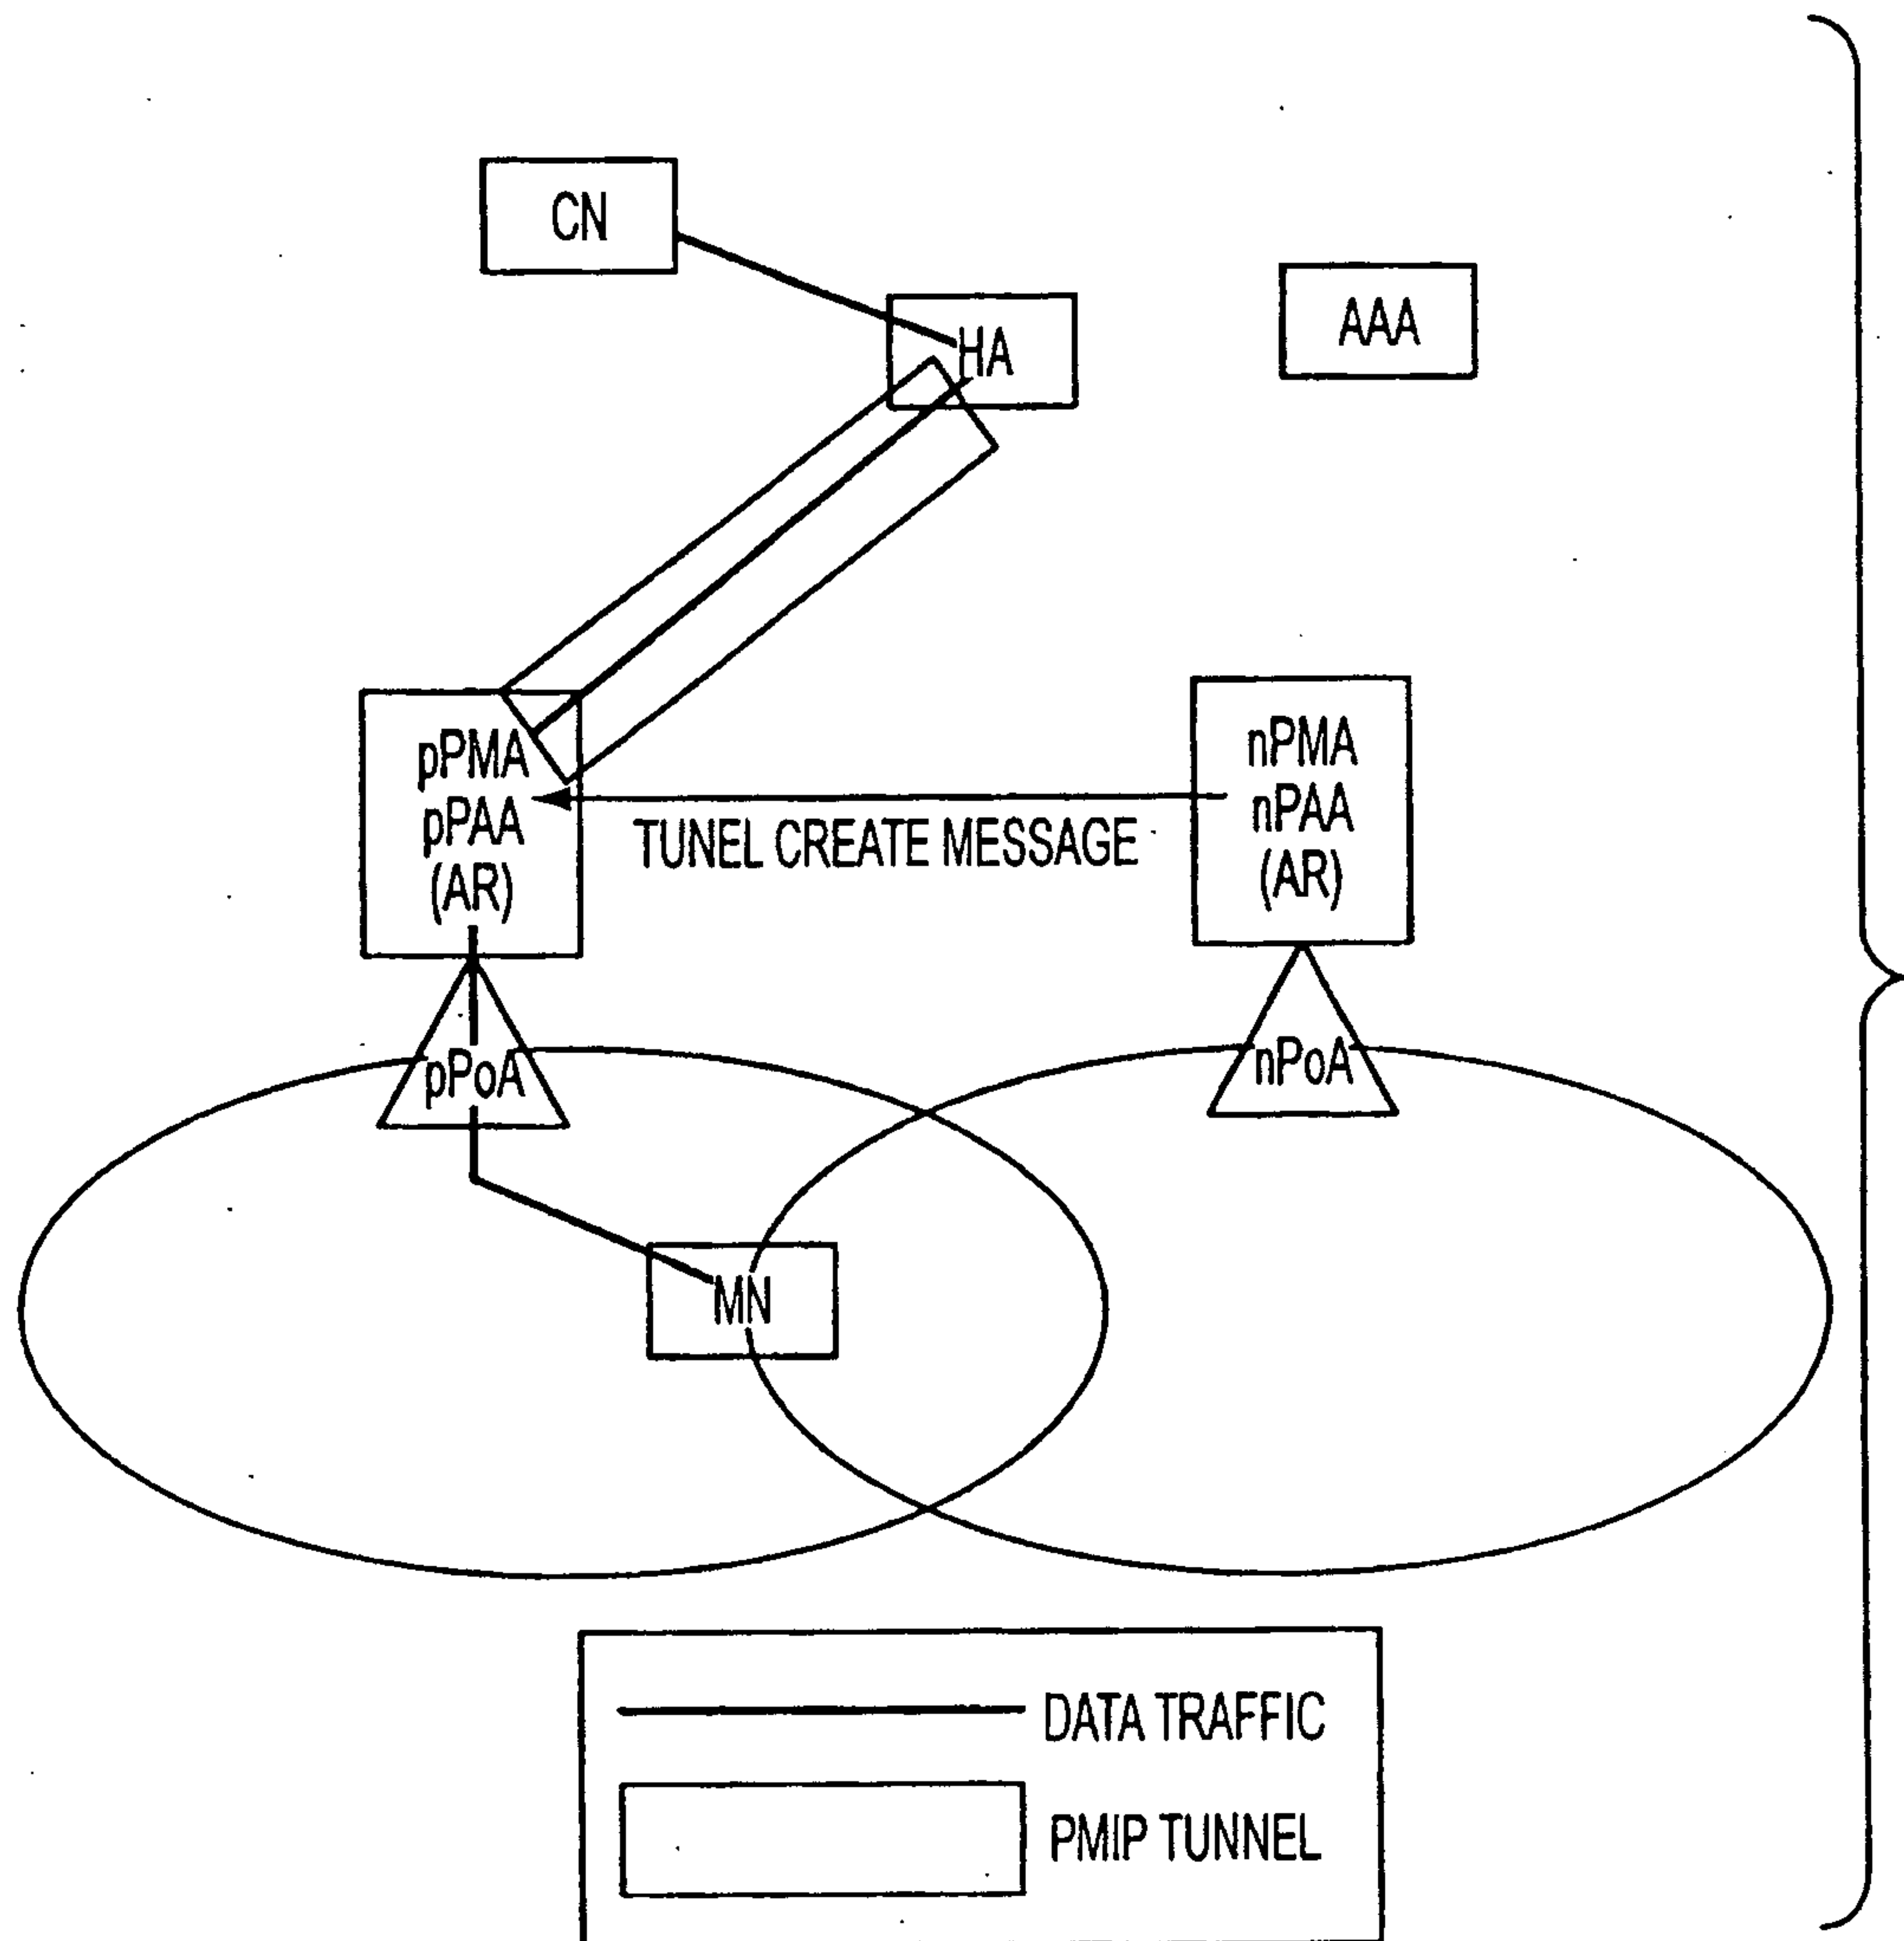 CN
HA
AAA
pPMA
pPAA
(AR)
nPMA
nPAA
(AR)
TUNEL CREATE MESSAGE
pPoA
nPoA
MN
DATA TRAFFIC
PMIP TUNNEL